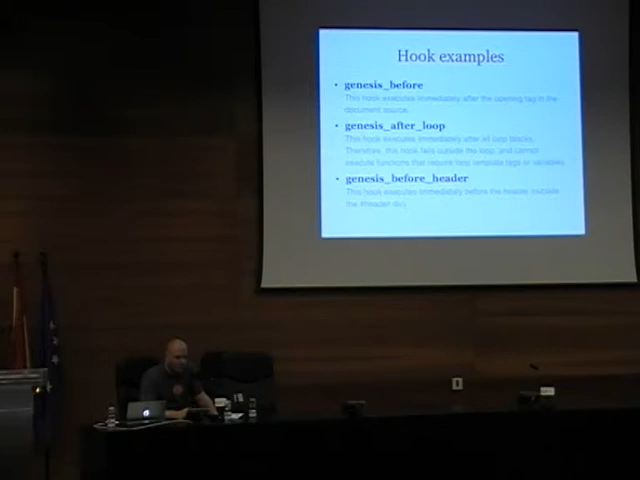 Hook examples
• genesis_before
This hook executes immediately after the opening tag in the
document source.
• genesis_after_loop
This hook executes immediately after all loop blocks.
Therefore, this hook falls outside the loop, and cannot
execute functions that require loop template tags or variables.
• genesis_before_header
This hook executes immediately before the header (outside
the #header div).